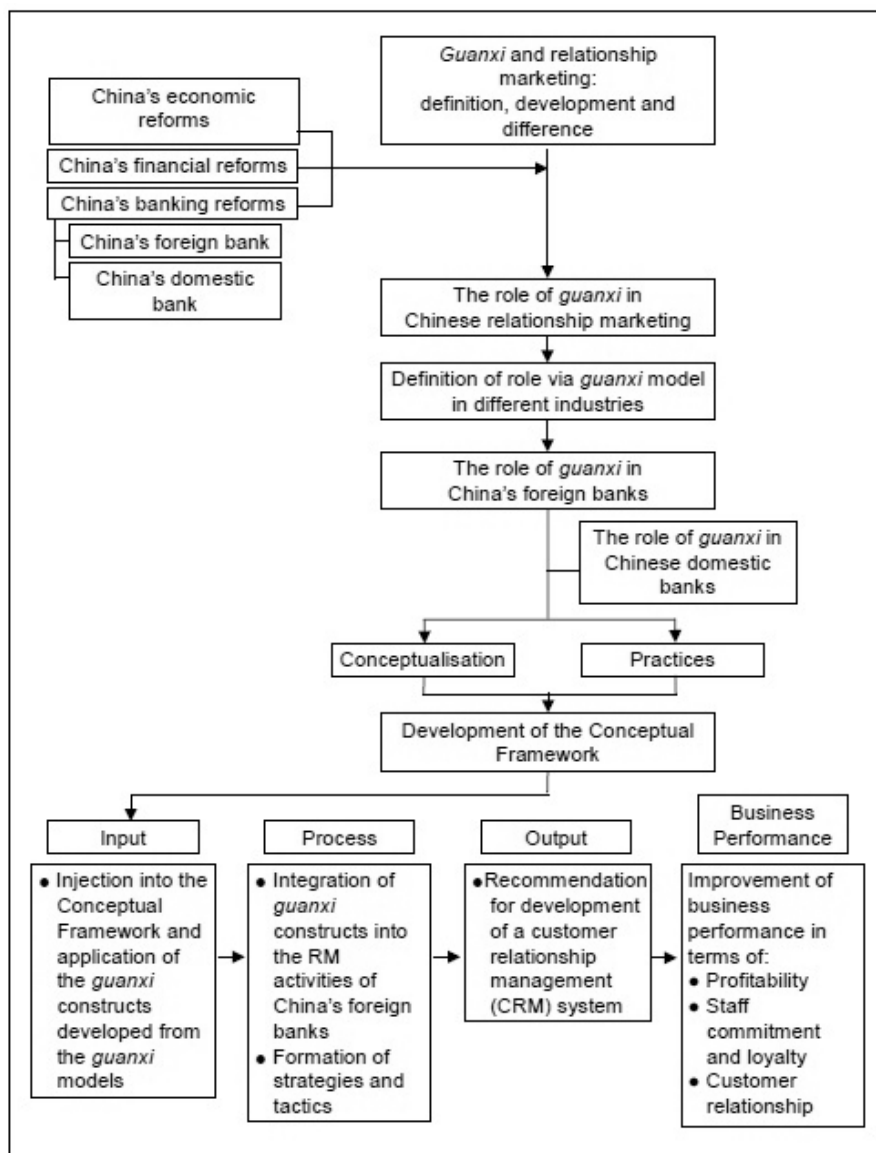 Guanxi and relationship
marketing:
definition, development and
difference
China's economic
reforms
China's financial reforms
China's banking reforms
China's foreign bank
China's domestic
bank
The role of guanxi in
Chinese relationship marketing
Definition of role via guanxi model
in different industries
The role of guanxi in
China's foreign banks
The role of guanxi in
Chinese domestic
banks
Conceptualisation
Practices
Development of the Conceptual
Framework
Input
● Injection into the
Conceptual
Framework and
application of
the guanxi
constructs
developed from
the guanxi
models
Process
● Integration of
guanxi
constructs into
the RM
activities of
China's foreign
banks
● Formation of
strategies and
tactics
Output
● Recommendation
for development
of a customer
relationship
management
(CRM) system
Business
Performance
Improvement of
business
performance in
terms of:
● Profitability
● Staff
commitment
and loyalty
● Customer
relationship